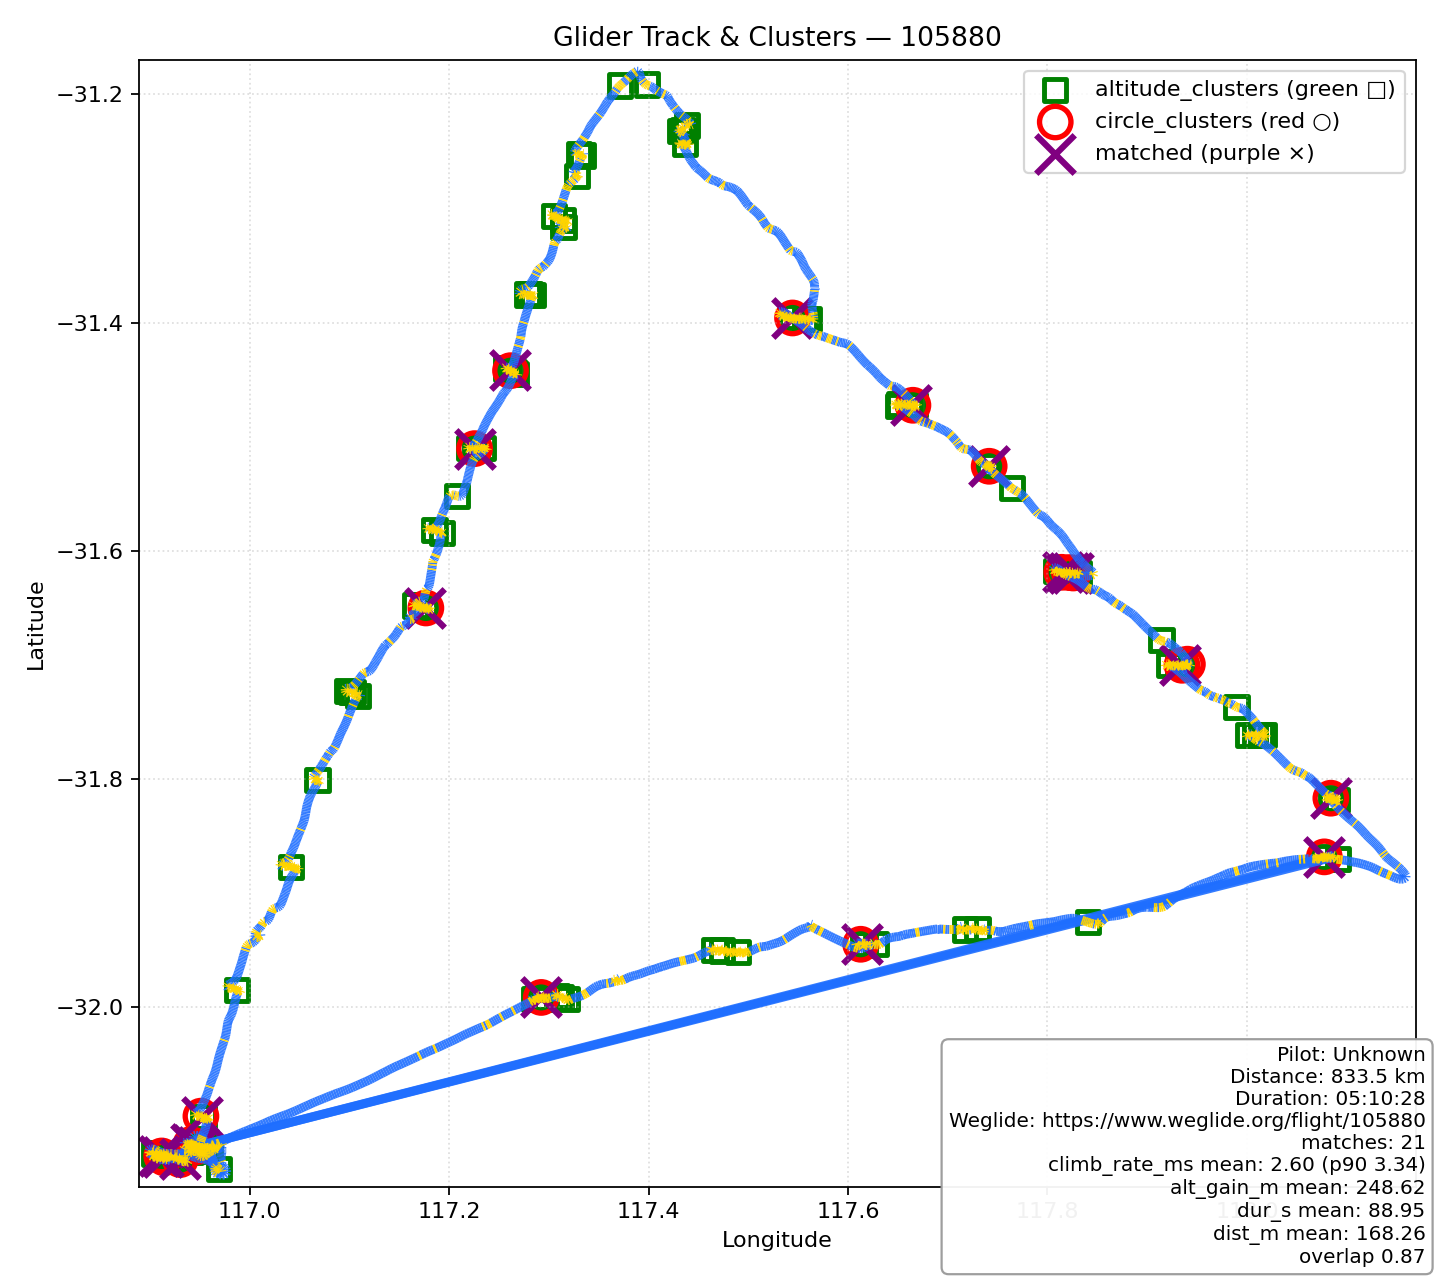 Glider Track & Clusters — 105880
altitude_clusters (green □)
circle_clusters (red ○)
matched (purple ×)
Latitude
−31.2
−31.4
−31.6
−31.8
−32.0
117.0
117.2
117.4
117.6
117.8
Longitude
Pilot: Unknown
Distance: 833.5 km
Duration: 05:10:28
Weglide: https://www.weglide.org/flight/105880
matches: 21
climb_rate_ms mean: 2.60 (p90 3.34)
alt_gain_m mean: 248.62
dur_s mean: 88.95
dist_m mean: 168.26
overlap 0.87